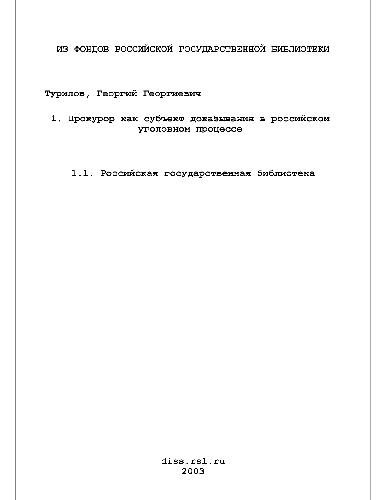 ИЗ ФОНДОВ РОССИЙСКОЙ ГОСУДАРСТВЕННОЙ БИБЛИОТЕКИ
Турилов, Георгий Георгиевич
1. Прокурор как субъект доказывания в российском
уголовном процессе
1.1. Российская государственная библиотека
diss.rsl.ru
2003